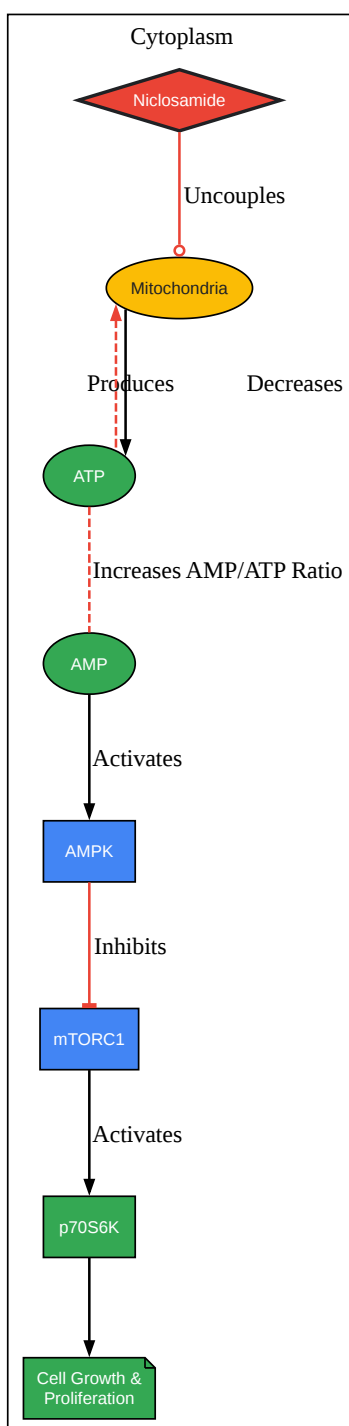 Cytoplasm
Niclosamide
Uncouples
Mitochondria
Produces
Decreases
ATP
Increases AMP/ATP Ratio
AMP
Activates
AMPK
Inhibits
mTORC1
Activates
p70S6K
Cell Growth &
Proliferation